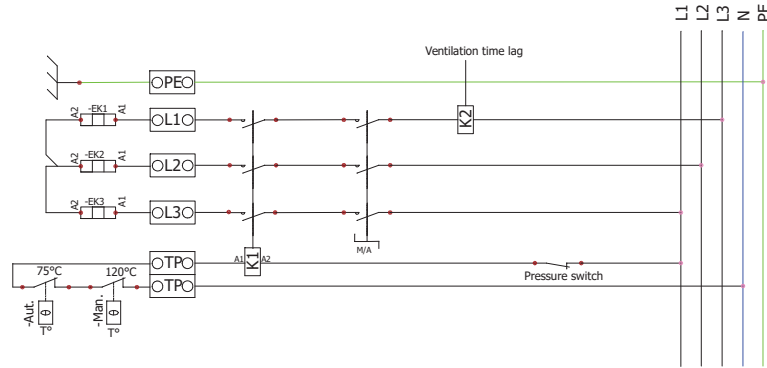 L1
L2
L3
N
PE
Ventilation time lag
PE
A2
-EK1
A1
L1
K2
A2
-EK2
A1
L2
A2
-EK3
A1
L3
M/A
TP
A1
K1
A2
Pressure switch
75°C
120°C
TP
-Aut.
θ
T°
-Man.
θ
T°